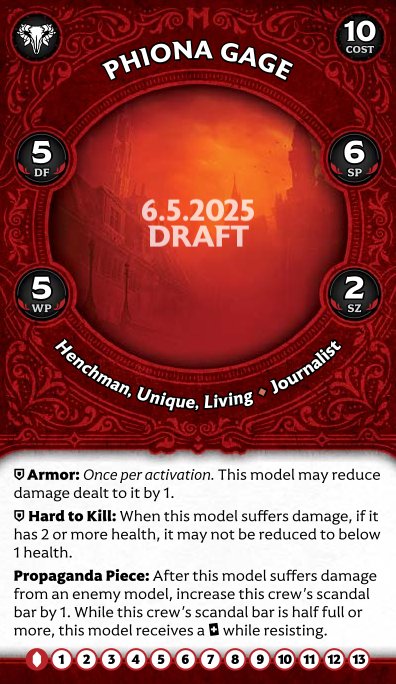 M
10
COST
PHIONA GAGE
5
DF
6
SP
6.5.2025
DRAFT
5
WP
2
SZ
Henchman, Unique, Living ♦ Journalist
Armor: Once per activation. This model may reduce
damage dealt to it by 1.
Hard to Kill: When this model suffers damage, if it
has 2 or more health, it may not be reduced to below
1 health.
Propaganda Piece: After this model suffers damage
from an enemy model, increase this crew's scandal
bar by 1. While this crew's scandal bar is half full or
more, this model receives a while resisting.
1 2 3 4 5 6 7 8 9 10 11 12 13